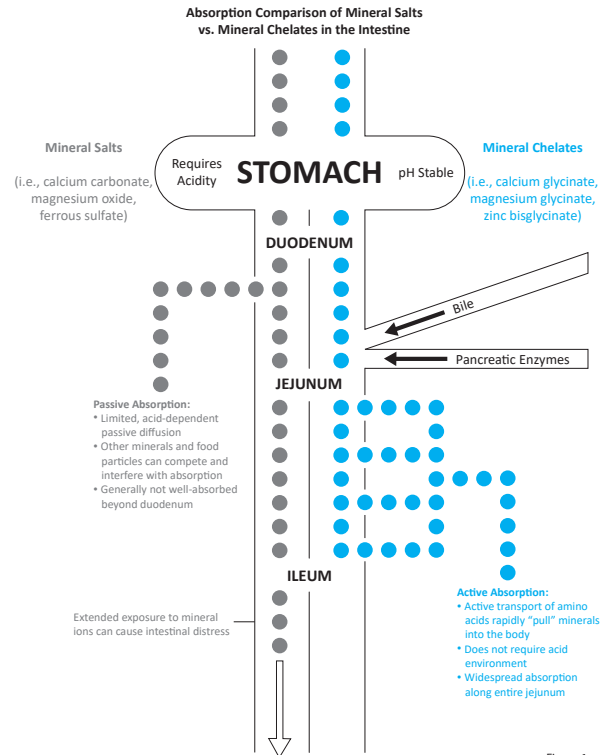 Absorption Comparison of Mineral Salts
vs. Mineral Chelates in the Intestine
Mineral Salts
(i.e., calcium carbonate,
magnesium oxide,
ferrous sulfate)
Requires
Acidity
STOMACH
pH Stable
Mineral Chelates
(i.e., calcium glycinate,
magnesium glycinate,
zinc bisglycinate)
DUODENUM
Bile
Pancreatic Enzymes
JEJUNUM
Passive Absorption:
• Limited, acid-dependent
passive diffusion
• Other minerals and food
particles can compete and
interfere with absorption
• Generally not well-absorbed
beyond duodenum
ILEUM
Extended exposure to mineral
ions can cause intestinal distress
Active Absorption:
• Active transport of amino
acids rapidly “pull” minerals
into the body
• Does not require acid
environment
• Widespread absorption
along entire jejunum